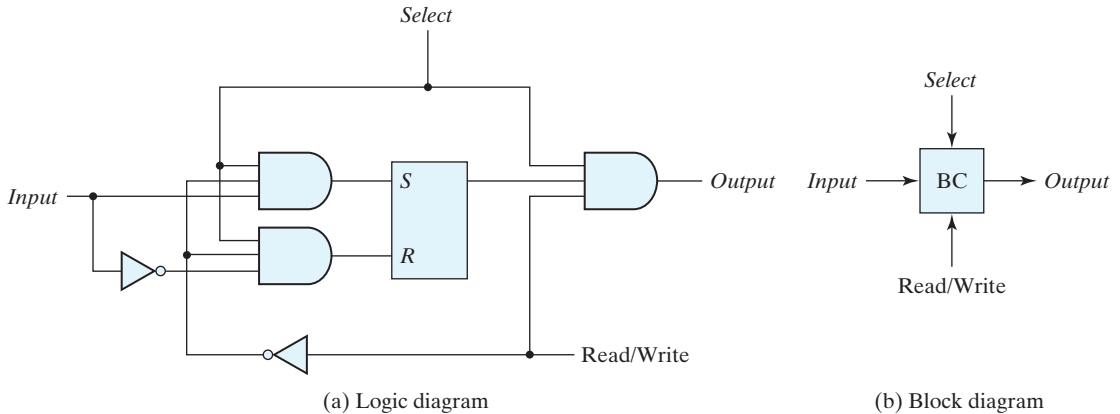 Select
Input
S
R
Output
Read/Write
(a) Logic diagram
Select
Input
BC
Output
Read/Write
(b) Block diagram